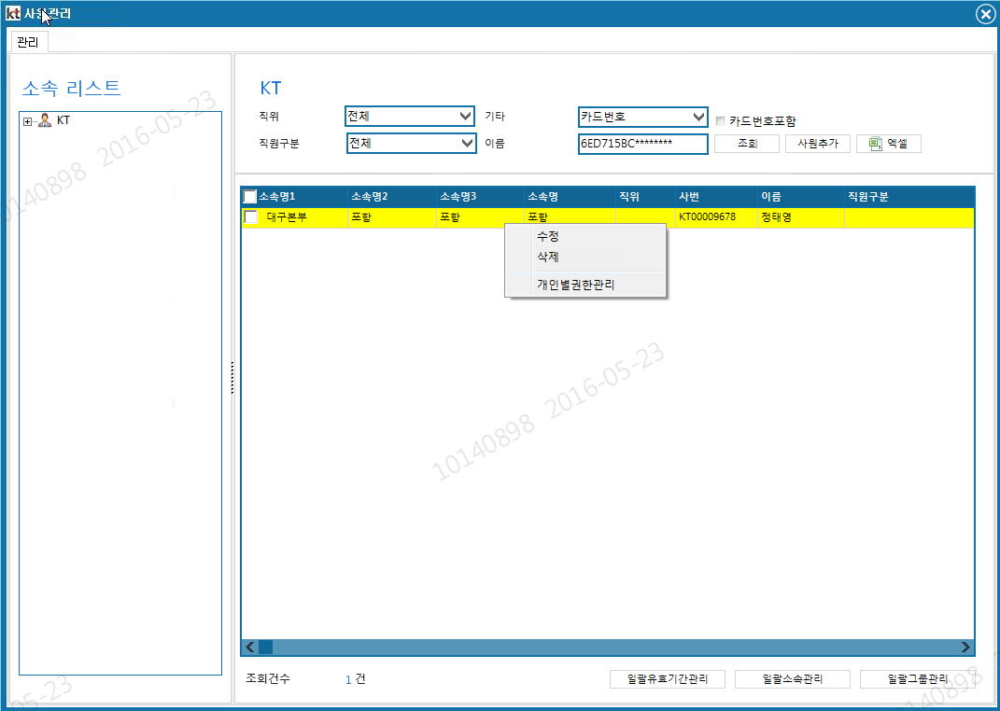 kt 사원관리
관리
소속 리스트
KT
KT
직위 전체 기타 카드번호 카드번호포함
직원구분 전체 이름 6ED715BC******** 조회 사원추가 엑셀
소속명1 소속명2 소속명3 소속명 직위 사번 이름 직원구분
대구본부 포항 포항 포항 KT00009678 정태영
수정
삭제
개인별권한관리
조회건수 1 건 일괄유효기간관리 일괄소속관리 일괄그룹관리
10140898 2016-05-23
10140898 2016-05-23
05-23
10140898